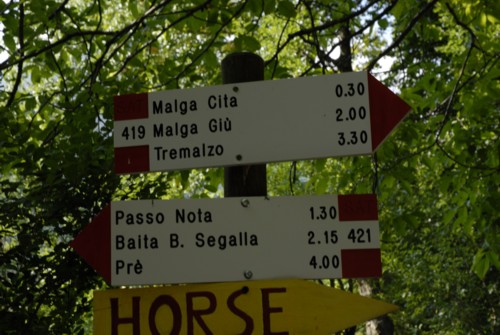 Malga Cita 0.30
419 Malga Giù 2.00
Tremalzo 3.30
Passo Nota 1.30
Baita B. Segalla 2.15 421
Prè 4.00
HORSE